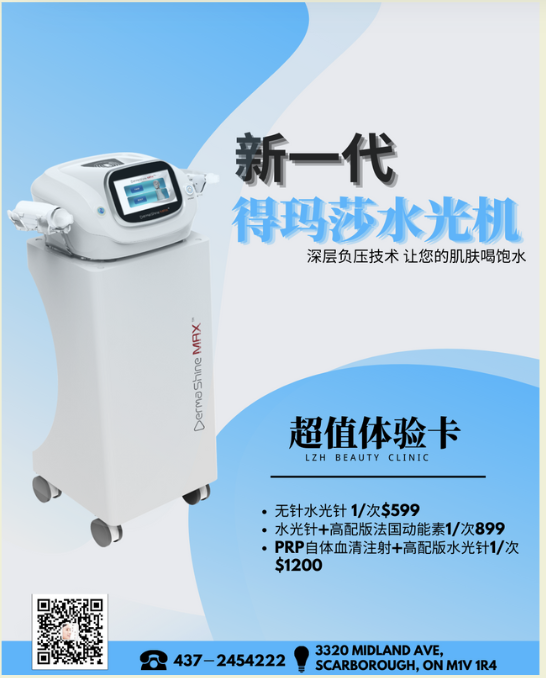 新一代
得玛莎水光机
深层负压技术 让您的肌肤喝饱水
Derma Shine MAX™
超值体验卡
LZH BEAUTY CLINIC
• 无针水光针 1/次$599
• 水光针+高配版法国动能素1/次899
• PRP自体血清注射+高配版水光针1/次
$1200
437-2454222
3320 MIDLAND AVE,
SCARBOROUGH, ON M1V 1R4